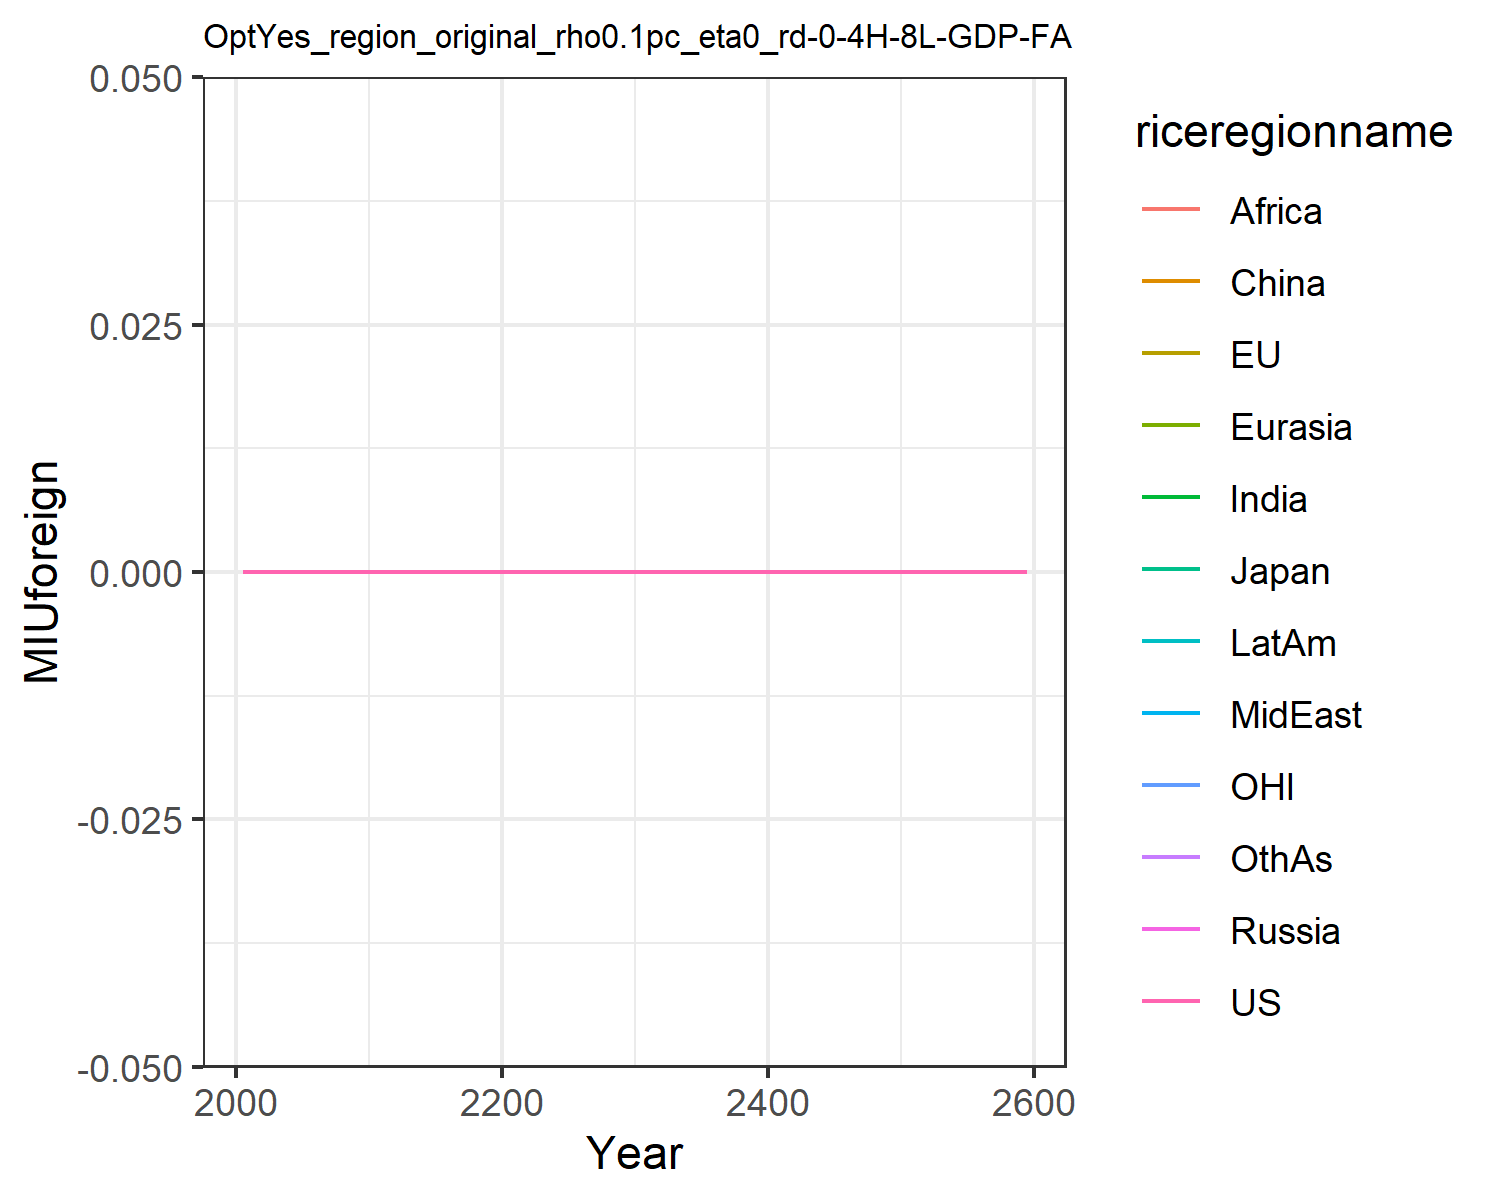 OptYes_region_original_rho0.1pc_eta0_rd-0-4H-8L-GDP-FA
0.050
0.025
0.000
-0.025
-0.050
MIUforeign
2000 2200 2400 2600
Year
riceregionname
Africa
China
EU
Eurasia
India
Japan
LatAm
MidEast
OHI
OthAs
Russia
US